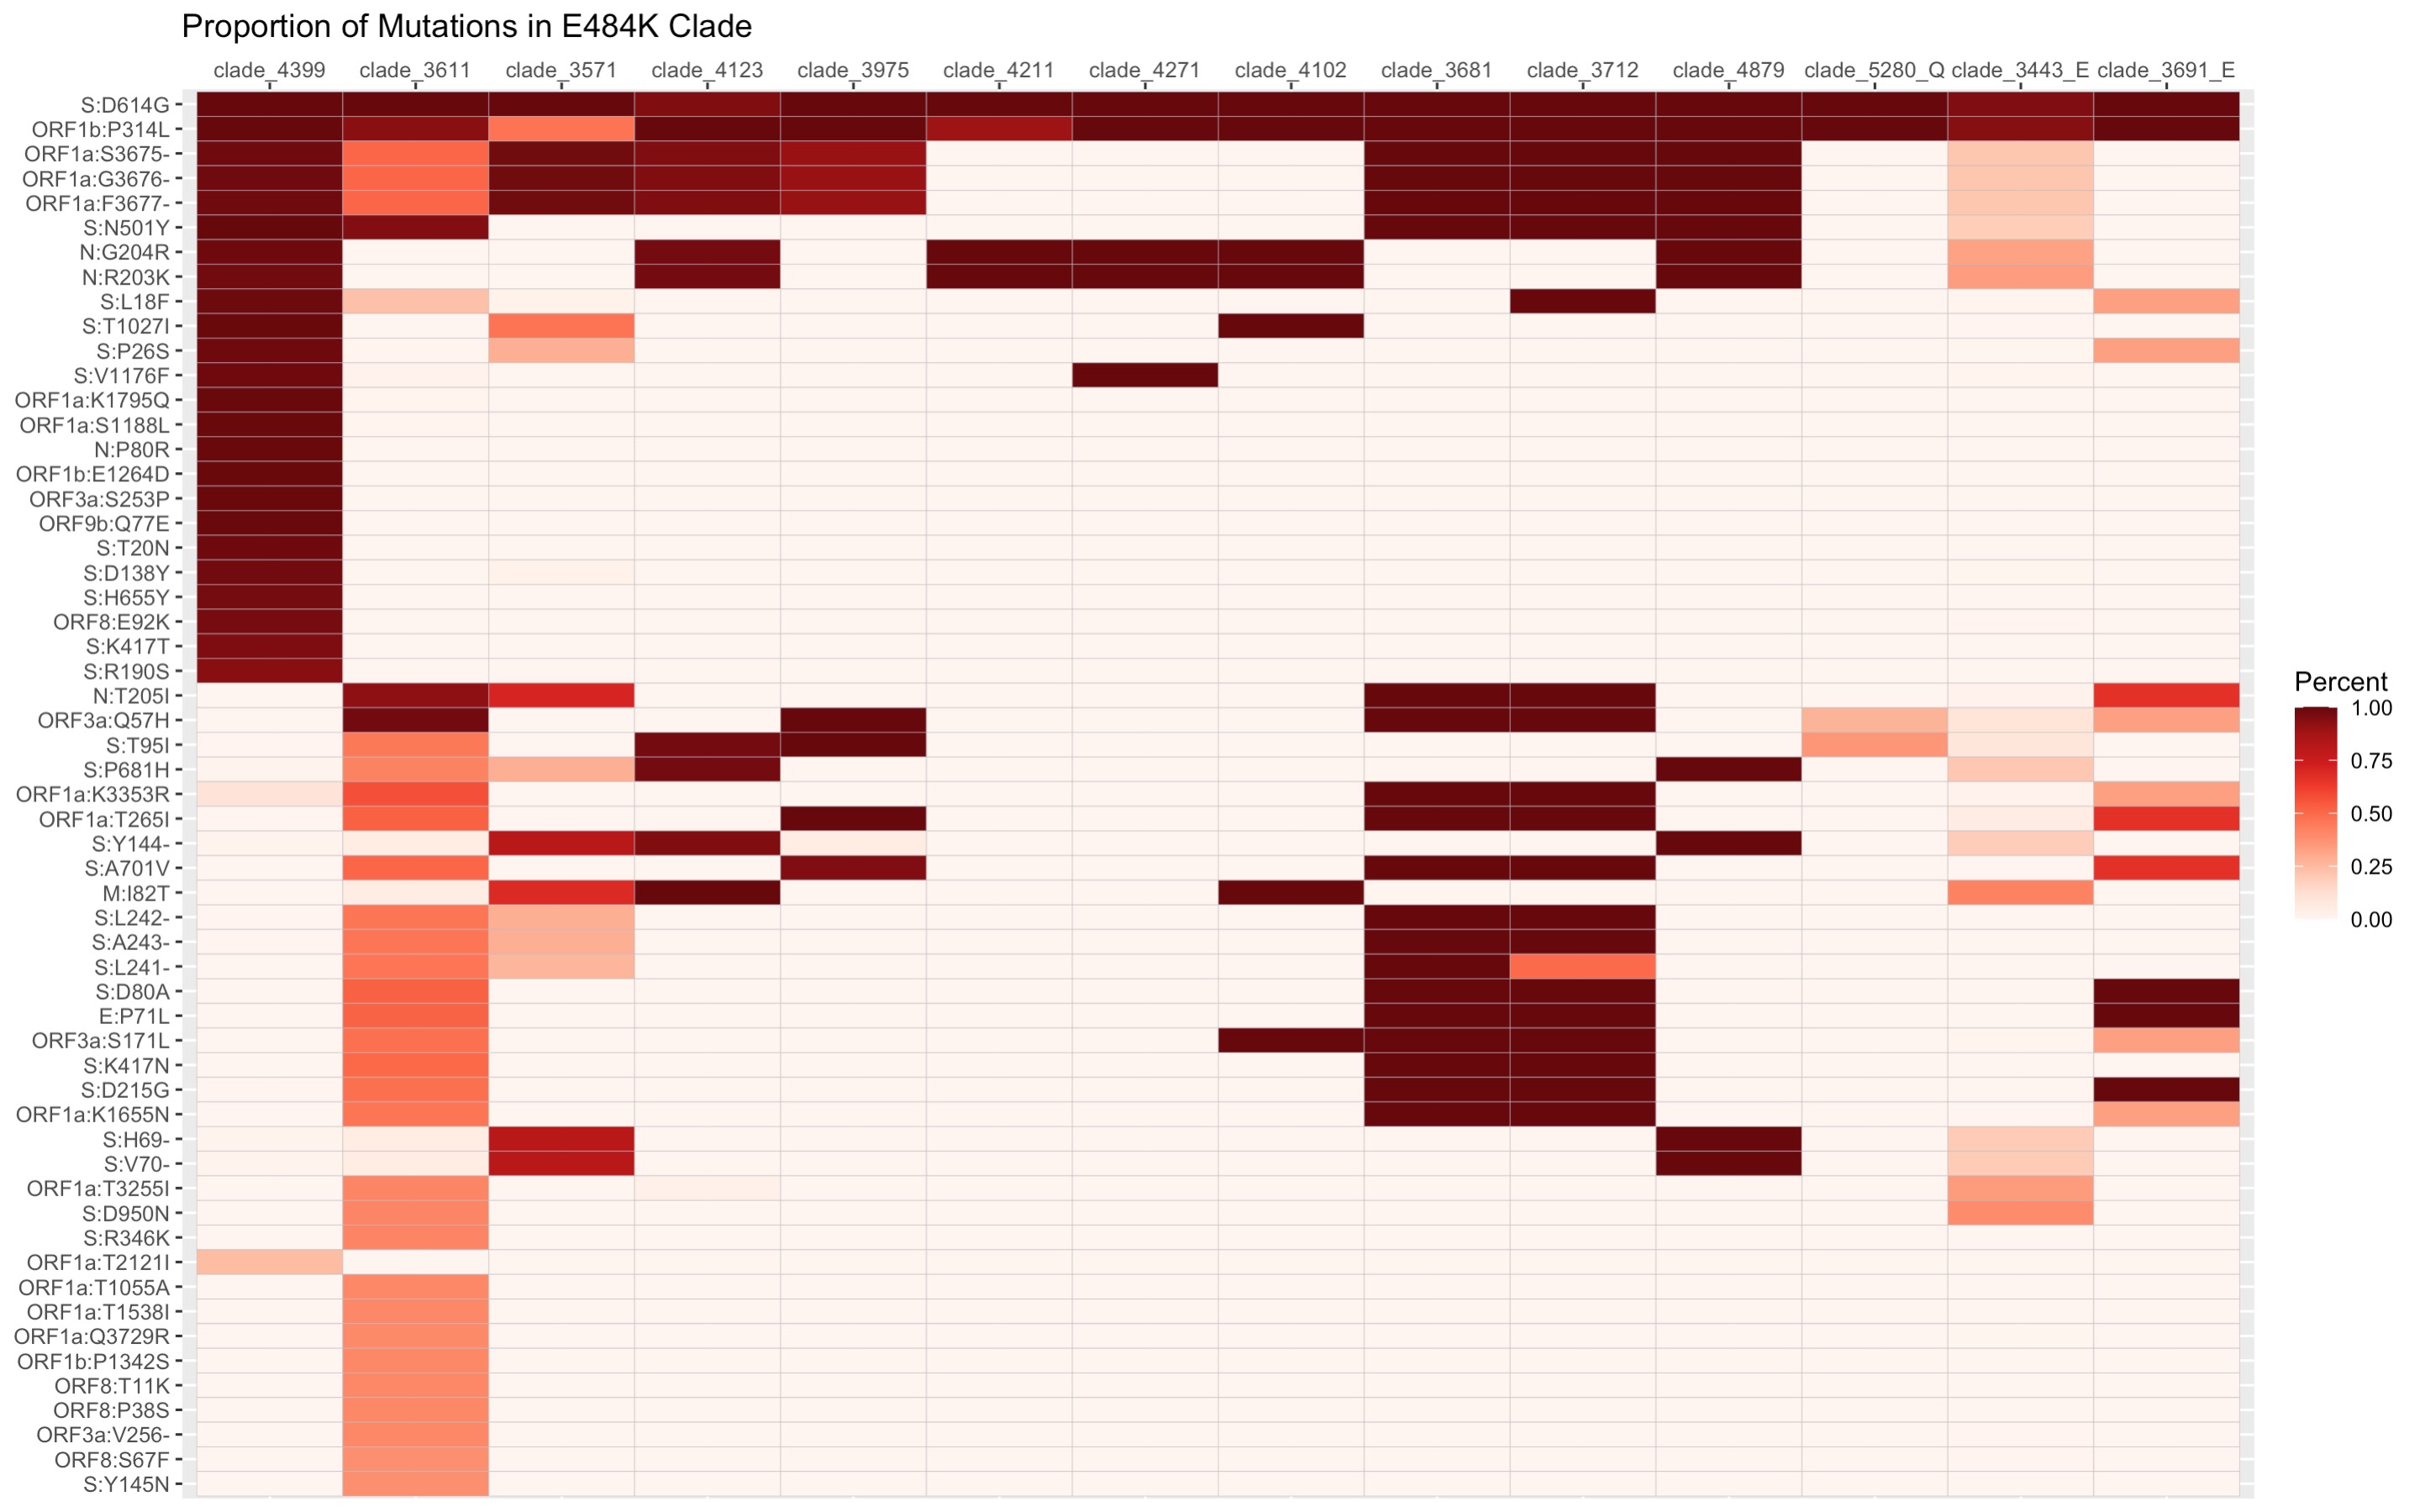 Proportion of Mutations in E484K Clade
clade_4399 clade_3611 clade_3571 clade_4123 clade_3975 clade_4211 clade_4271 clade_4102 clade_3681 clade_3712 clade_4879 clade_5280_Q clade_3443_E clade_3691_E
S:D614G
ORF1b:P314L
ORF1a:S3675-
ORF1a:G3676-
ORF1a:F3677-
S:N501Y
N:G204R
N:R203K
S:L18F
S:T1027I
S:P26S
S:V1176F
ORF1a:K1795Q
ORF1a:S1188L
N:P80R
ORF1b:E1264D
ORF3a:S253P
ORF9b:Q77E
S:T20N
S:D138Y
S:H655Y
ORF8:E92K
S:K417T
S:R190S
N:T205I
ORF3a:Q57H
S:T95I
S:P681H
ORF1a:K3353R
ORF1a:T265I
S:Y144-
S:A701V
M:I82T
S:L242-
S:A243-
S:L241-
S:D80A
E:P71L
ORF3a:S171L
S:K417N
S:D215G
ORF1a:K1655N
S:H69-
S:V70-
ORF1a:T3255I
S:D950N
S:R346K
ORF1a:T2121I
ORF1a:T1055A
ORF1a:T1538I
ORF1a:Q3729R
ORF1b:P1342S
ORF8:T11K
ORF8:P38S
ORF3a:V256-
ORF8:S67F
S:Y145N
Percent
1.00
0.75
0.50
0.25
0.00